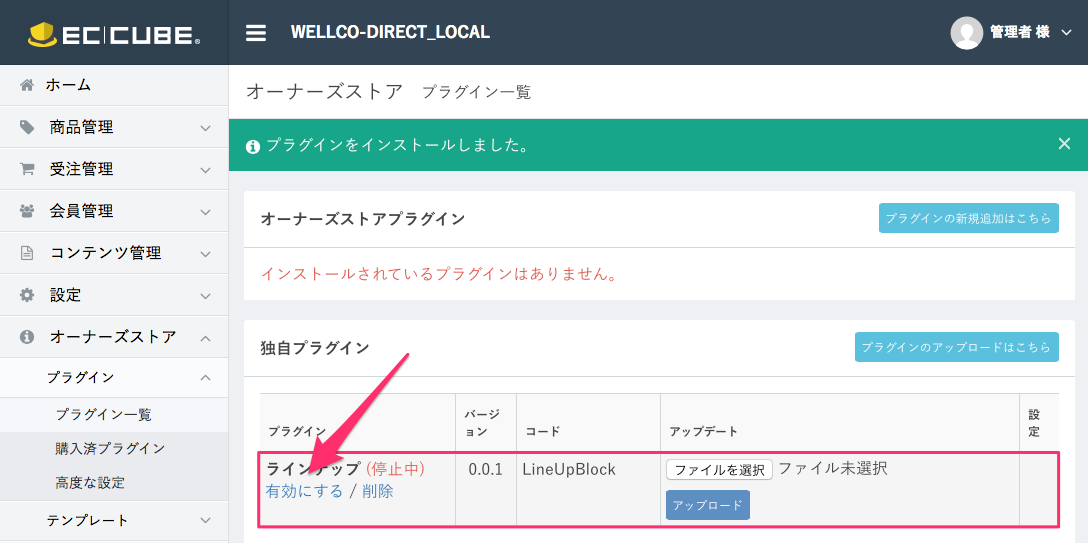 EC CUBE®
WELLCO-DIRECT_LOCAL
管理者 様
ホーム
商品管理
受注管理
会員管理
コンテンツ管理
設定
オーナーズストア
プラグイン
プラグイン一覧
購入済プラグイン
高度な設定
テンプレート
オーナーズストア プラグイン一覧
プラグインをインストールしました。
オーナーズストアプラグイン
プラグインの新規追加はこちら
インストールされているプラグインはありません。
独自プラグイン
プラグインのアップロードはこちら
プラグイン
バージ
ョン
コード
アップデート
設
定
ラインナップ (停止中)
有効にする / 削除
0.0.1
LineUpBlock
ファイルを選択 ファイル未選択
アップロード